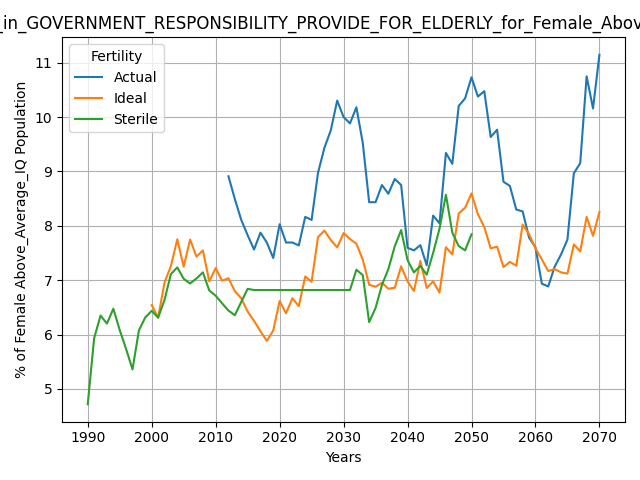 _in_GOVERNMENT_RESPONSIBILITY_PROVIDE_FOR_ELDERLY_for_Female_Abov
Fertility
Actual
Ideal
Sterile
% of Female Above_Average_IQ Population
11
10
9
8
7
6
5
1990 2000 2010 2020 2030 2040 2050 2060 2070
Years